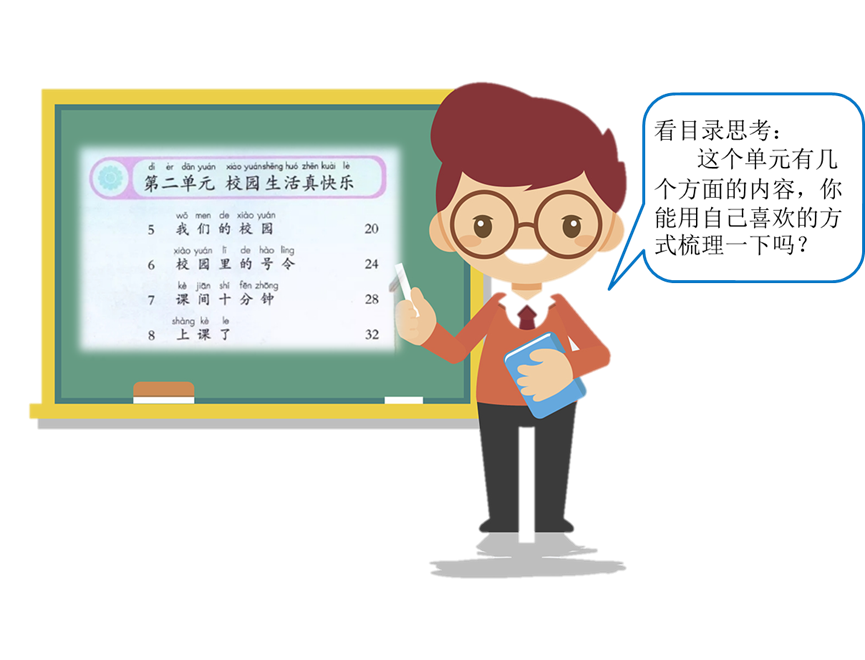 dì èr dān yuán xiào yuán shēng huó zhēn kuài lè
第二单元 校园生活真快乐
wǒ men de xiào yuán
5 我们的校园 20
xiào yuán lǐ de hào lìng
6 校园里的号令 24
kè jiān shí fēn zhōng
7 课间十分钟 28
shàng kè le
8 上课了 32
看目录思考：
这个单元有几
个方面的内容，你
能用自己喜欢的方
式梳理一下吗？